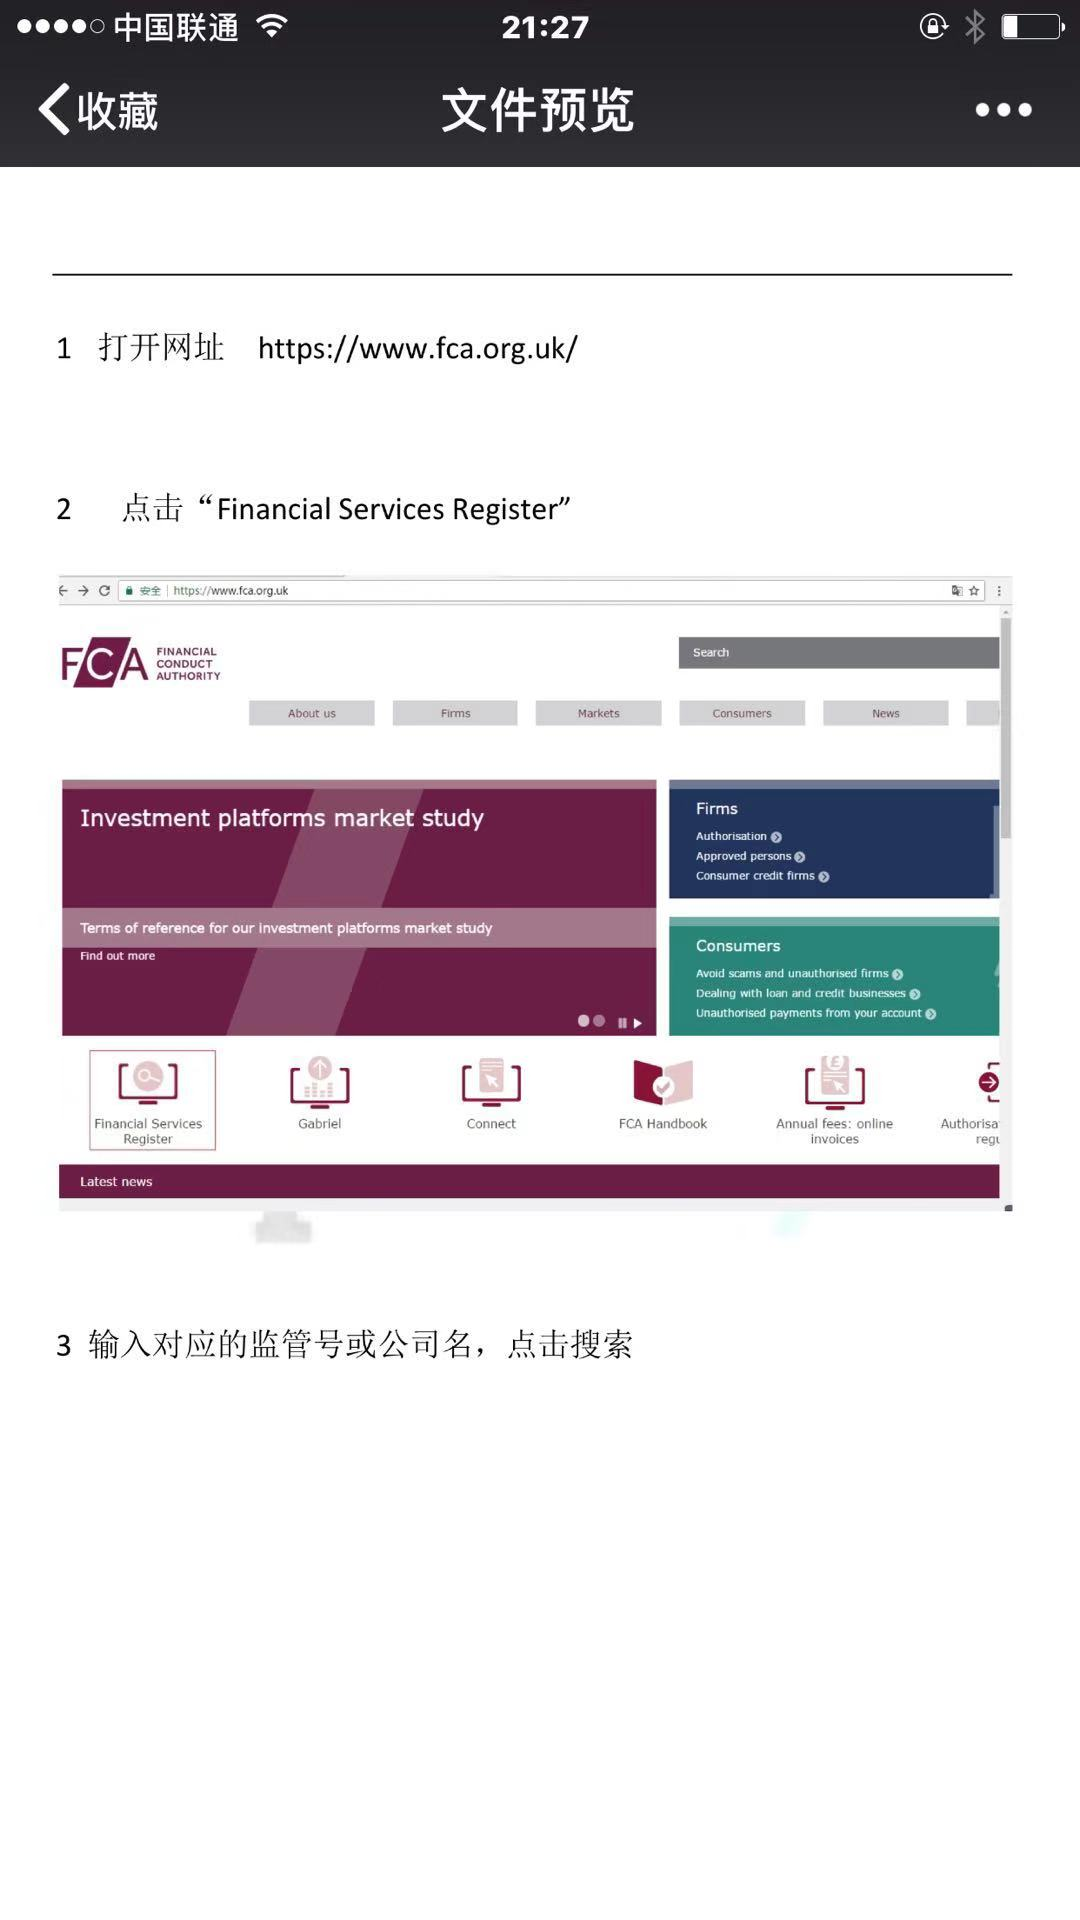 中国联通 21:27
收藏 文件预览
1 打开网址 https://www.fca.org.uk/
2 点击“Financial Services Register”
安全 https://www.fca.org.uk
FCA FINANCIAL
CONDUCT
AUTHORITY
Search
About us Firms Markets Consumers News
Investment platforms market study
Terms of reference for our investment platforms market study
Find out more
Firms
Authorisation
Approved persons
Consumer credit firms
Consumers
Avoid scams and unauthorised firms
Dealing with loan and credit businesses
Unauthorised payments from your account
Financial Services
Register
Gabriel
Connect
FCA Handbook
Annual fees: online
invoices
Authorisa
regu
Latest news
3 输入对应的监管号或公司名，点击搜索